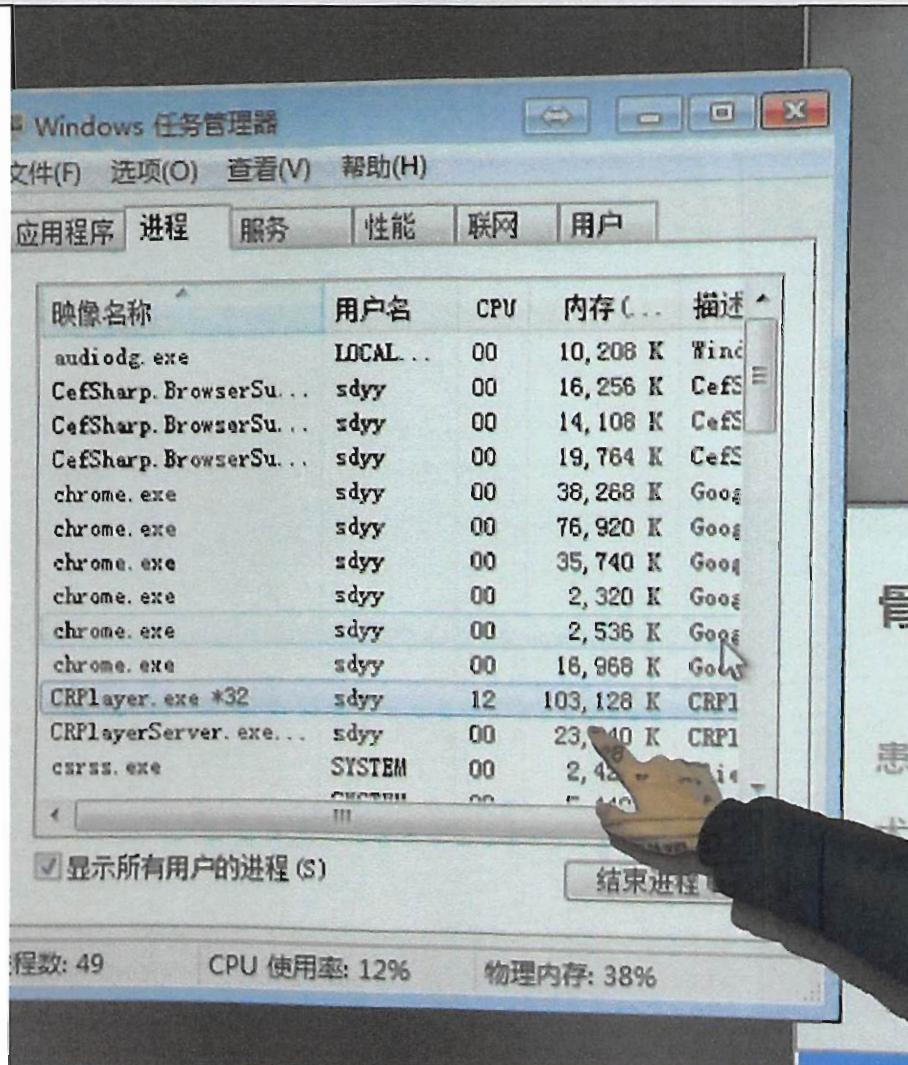 Windows 任务管理器
文件(F) 选项(O) 查看(V) 帮助(H)
应用程序 进程 服务 性能 联网 用户
映像名称 用户名 CPU 内存(... 描述
audiodg.exe LOCAL... 00 10,208 K Wind
CefSharp.BrowserSu... sdyy 00 16,256 K CefS
CefSharp.BrowserSu... sdyy 00 14,108 K CefS
CefSharp.BrowserSu... sdyy 00 19,764 K CefS
chrome.exe sdyy 00 38,268 K Goog
chrome.exe sdyy 00 76,920 K Goog
chrome.exe sdyy 00 35,740 K Goog
chrome.exe sdyy 00 2,320 K Goog
chrome.exe sdyy 00 2,536 K Goog
chrome.exe sdyy 00 16,968 K Goog
CRPlayer.exe *32 sdyy 12 103,128 K CRPl
CRPlayerServer.exe... sdyy 00 K CRPl
csrss.exe SYSTEM 00
SYSTEM 00
显示所有用户的进程(S)
结束进程
程数: 49 CPU 使用率: 12% 物理内存: 38%
患